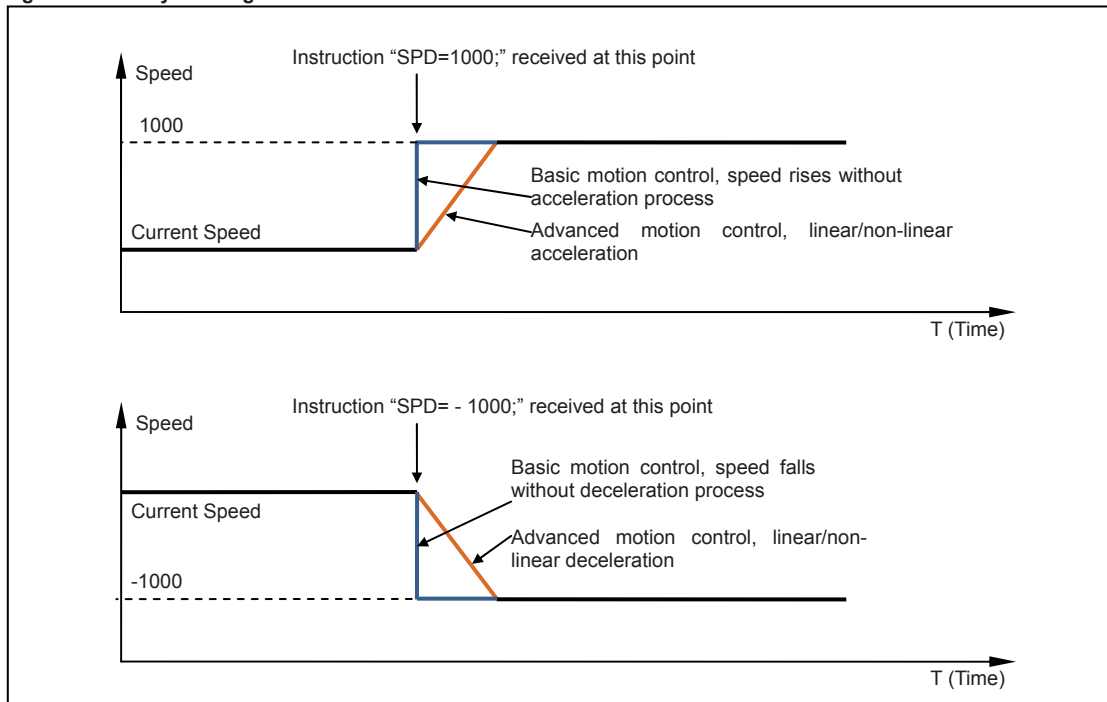 Instruction “SPD=1000;” received at this point
Speed
1000
Basic motion control, speed rises without
acceleration process
Current Speed
Advanced motion control, linear/non-linear
acceleration
T (Time)
Instruction “SPD= - 1000;” received at this point
Speed
Basic motion control, speed falls
without deceleration process
Current Speed
Advanced motion control, linear/non-
linear deceleration
-1000
T (Time)